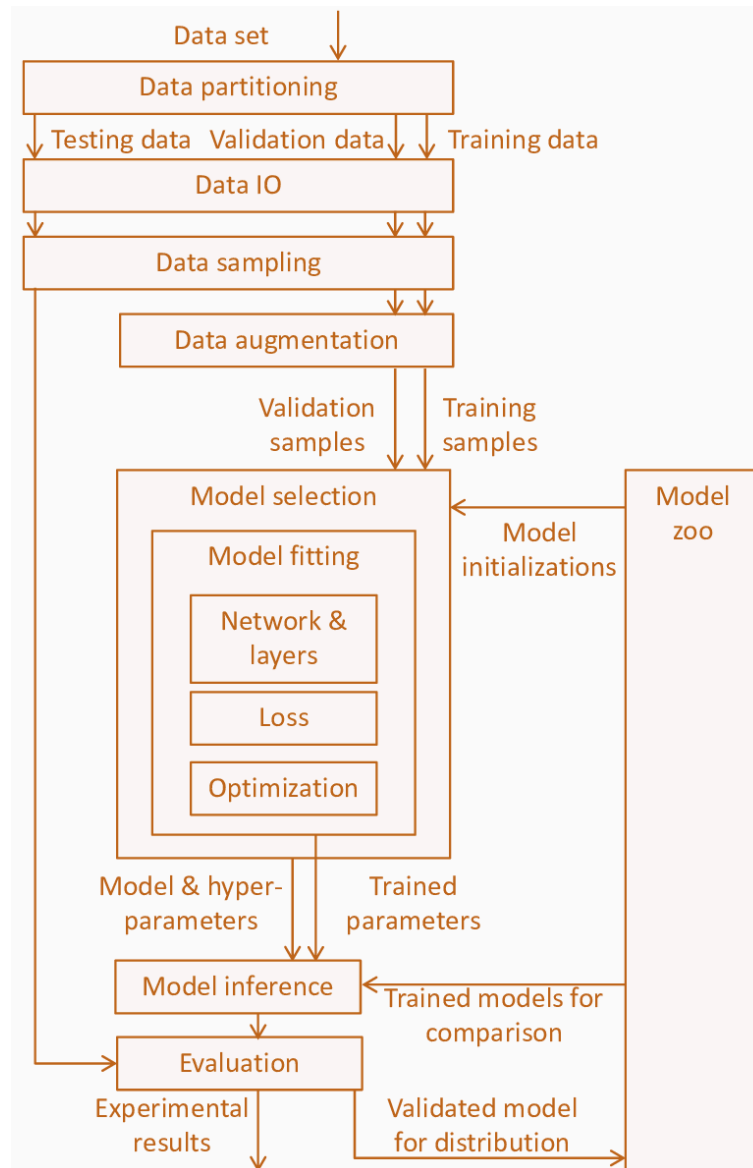 Data set
Data partitioning
Testing data
Validation data
Training data
Data IO
Data sampling
Data augmentation
Validation
samples
Training
samples
Model selection
Model
zoo
Model fitting
Model
initializations
Network &
layers
Loss
Optimization
Model & hyper-
parameters
Trained
parameters
Model inference
Trained models for
comparison
Evaluation
Experimental
results
Validated model
for distribution